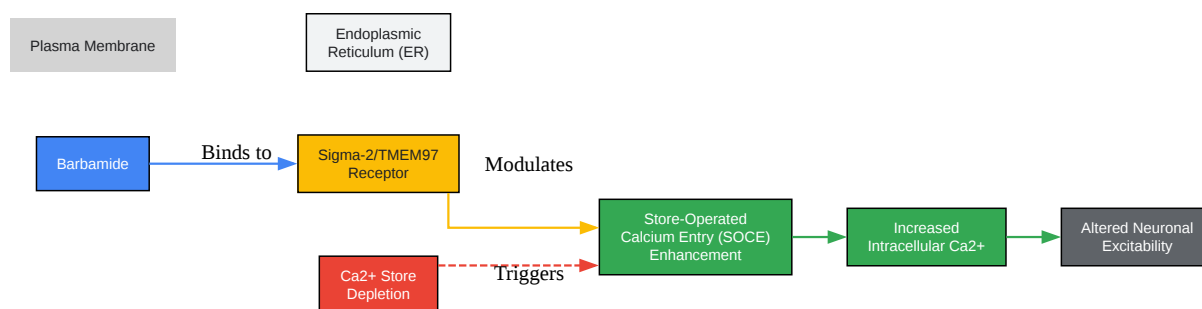 Plasma Membrane
Endoplasmic
Reticulum (ER)
Barbamide
Binds to
Sigma-2/TMEM97
Receptor
Modulates
Store-Operated
Calcium Entry (SOCE)
Enhancement
Increased
Intracellular Ca2+
Altered Neuronal
Excitability
Ca2+ Store
Depletion
Triggers